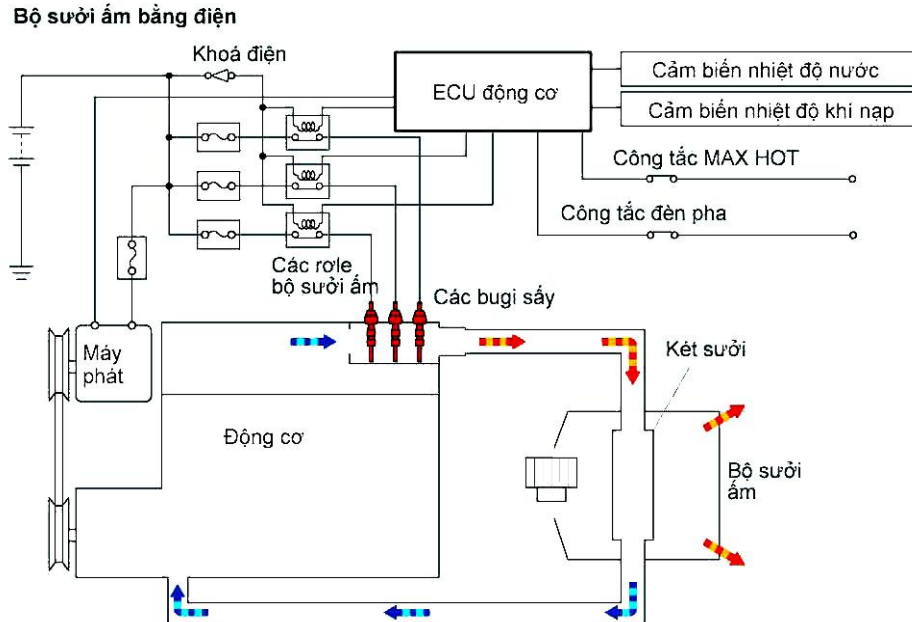 Bộ sưởi ấm bằng điện
Khoá điện
ECU động cơ
Cảm biến nhiệt độ nước
Cảm biến nhiệt độ khi nạp
Công tắc MAX HOT
Công tắc đèn pha
Các rơle
bộ sưởi ấm
Các bugi sấy
Máy
phát
Két sưởi
Động cơ
Bộ sưởi
ấm